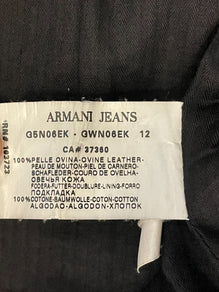 ARMANI JEANS
G5N06EK - GWN06EK 12
CA# 37360
100%PELLE OVINA-OVINE LEATHER-
PEAU DE MOUTON-PIEL DE CARNERO-
SCHAFLEDER-COURO DE OVELHA-
ОВЕЧЬЯ КОЖА
FODERA-FUTTER-DOUBLURE-LINING-FORRO
ПОДКЛАДКА
100%COTONE-BAUMWOLLE-COTON-COTTON
ALGODAO-ALGODON-ХЛОПОК
RN# 103723